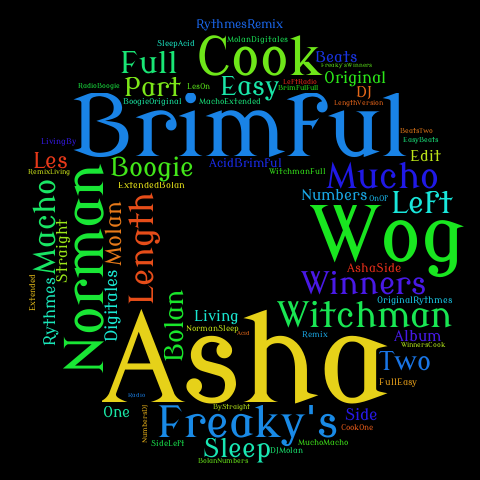 RythmesRemix
SleepAcid
MolanDigitales
Cook
Full
Beats
Freaky'sWinners
RadioBoogie
Part
LesOn
Easy
LeftRadio
BrimFulFull
Original
DJ
BoogieOriginal
MachoExtended
LengthVersion
BrimFul
BeatsTwo
LivingBy
EasyBeats
Les
Boogie
AcidBrimFul
Edit
RemixLiving
WitchmanFull
Mucho
ExtendedBolan
Numbers
OnOf
Left
Norman
Macho
Straight
Molan
Length
Wog
AshaSide
Winners
Extended
Rythmes
Digitales
Bolan
OriginalRythmes
Witchman
Living
NormanSleep
Acid
Remix
Album
WinnersCook
Asha
Two
FullEasy
Radio
One
NumbersDJ
ByStraight
Freaky's
Side
CookOne
SideLeft
Sleep
DJMolan
MuchoMacho
BolanNumbers